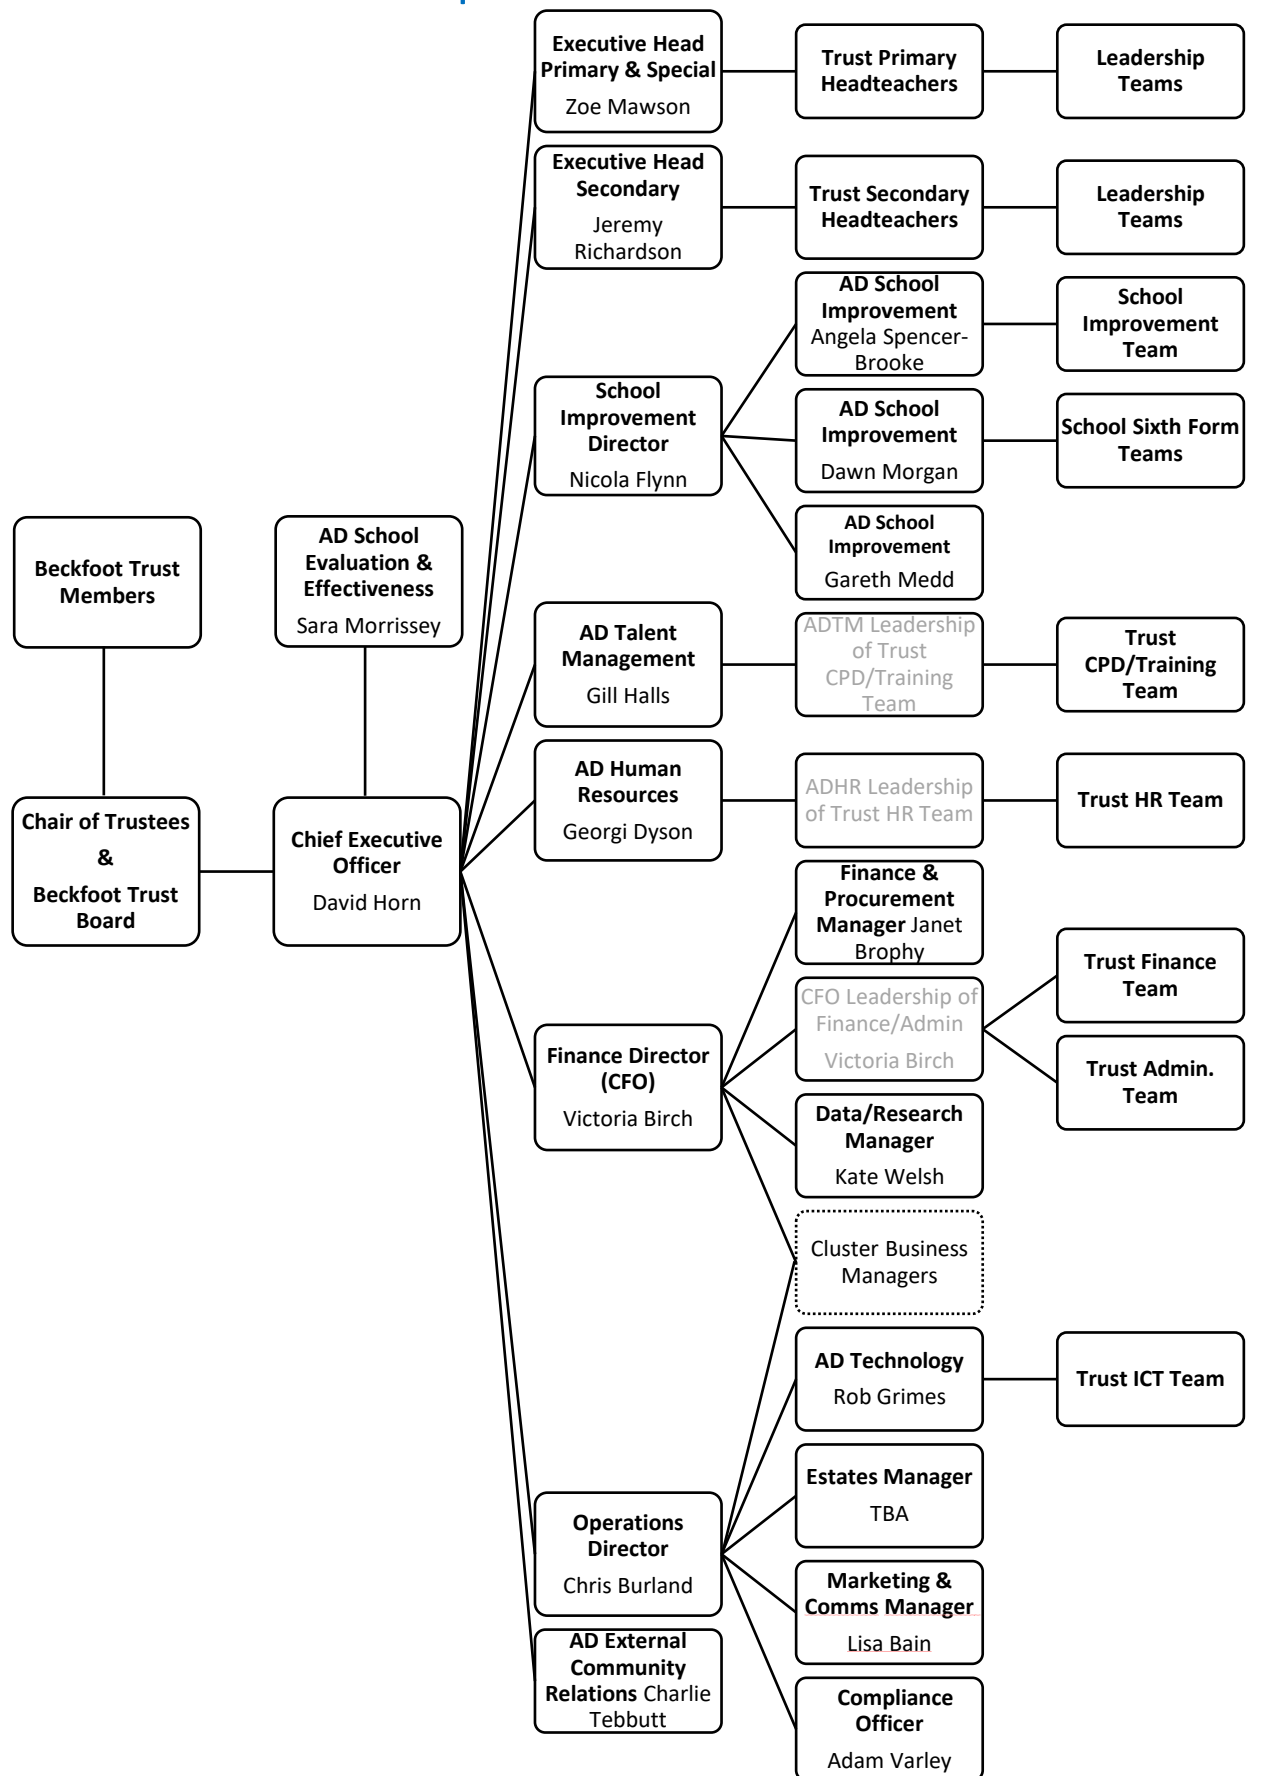 Executive Head
Primary & Special
Zoe Mawson
Trust Primary
Headteachers
Leadership
Teams
Executive Head
Secondary
Jeremy
Richardson
Trust Secondary
Headteachers
Leadership
Teams
School
Improvement
Director
Nicola Flynn
AD School
Improvement
Angela Spencer-
Brooke
School
Improvement
Team
AD School
Improvement
Dawn Morgan
School Sixth Form
Teams
AD School
Improvement
Gareth Medd
Beckfoot Trust
Members
AD School
Evaluation &
Effectiveness
Sara Morrissey
Chair of Trustees
&
Beckfoot Trust
Board
Chief Executive
Officer
David Horn
AD Talent
Management
Gill Halls
ADTM Leadership
of Trust
CPD/Training
Team
Trust
CPD/Training
Team
AD Human
Resources
Georgi Dyson
ADHR Leadership
of Trust HR Team
Trust HR Team
Finance Director
(CFO)
Victoria Birch
Finance &
Procurement
Manager Janet
Brophy
CFO Leadership of
Finance/Admin
Victoria Birch
Trust Finance
Team
Trust Admin.
Team
Data/Research
Manager
Kate Welsh
Cluster Business
Managers
Operations
Director
Chris Burland
AD Technology
Rob Grimes
Trust ICT Team
Estates Manager
TBA
Marketing &
Comms Manager
Lisa Bain
Compliance
Officer
Adam Varley
AD External
Community
Relations Charlie
Tebbutt